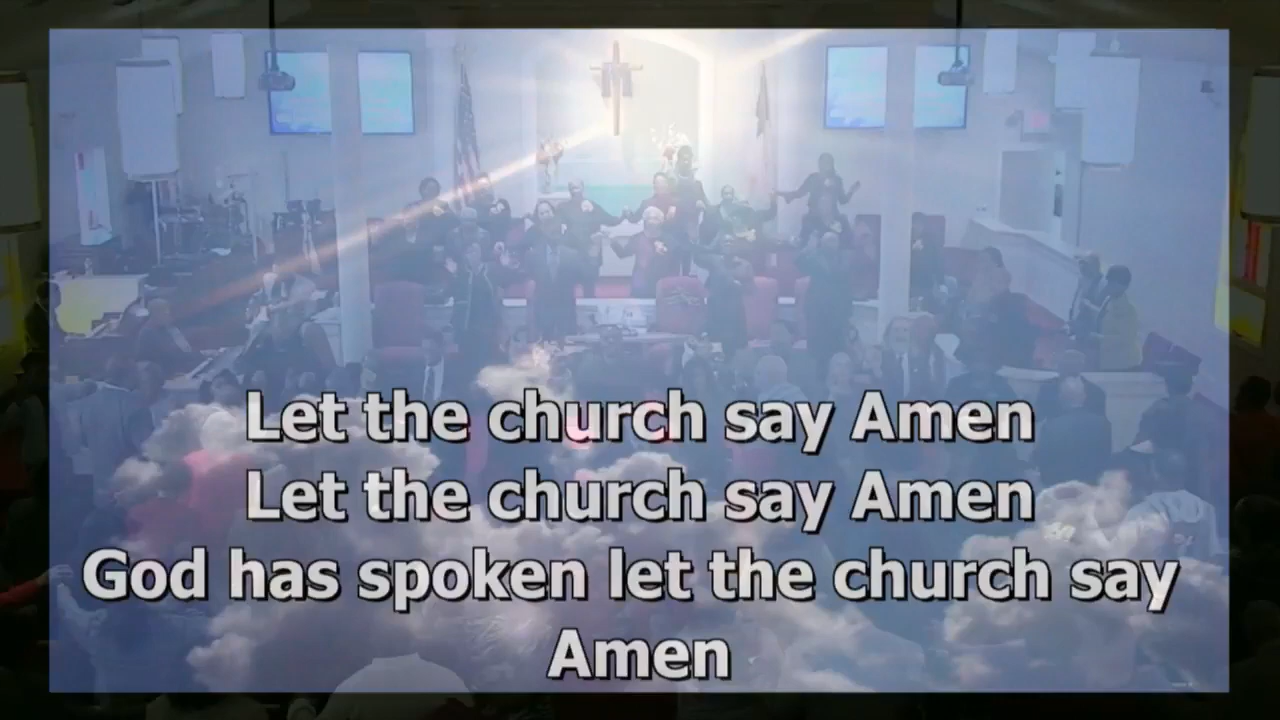 Let the church say Amen
Let the church say Amen
God has spoken let the church say
Amen